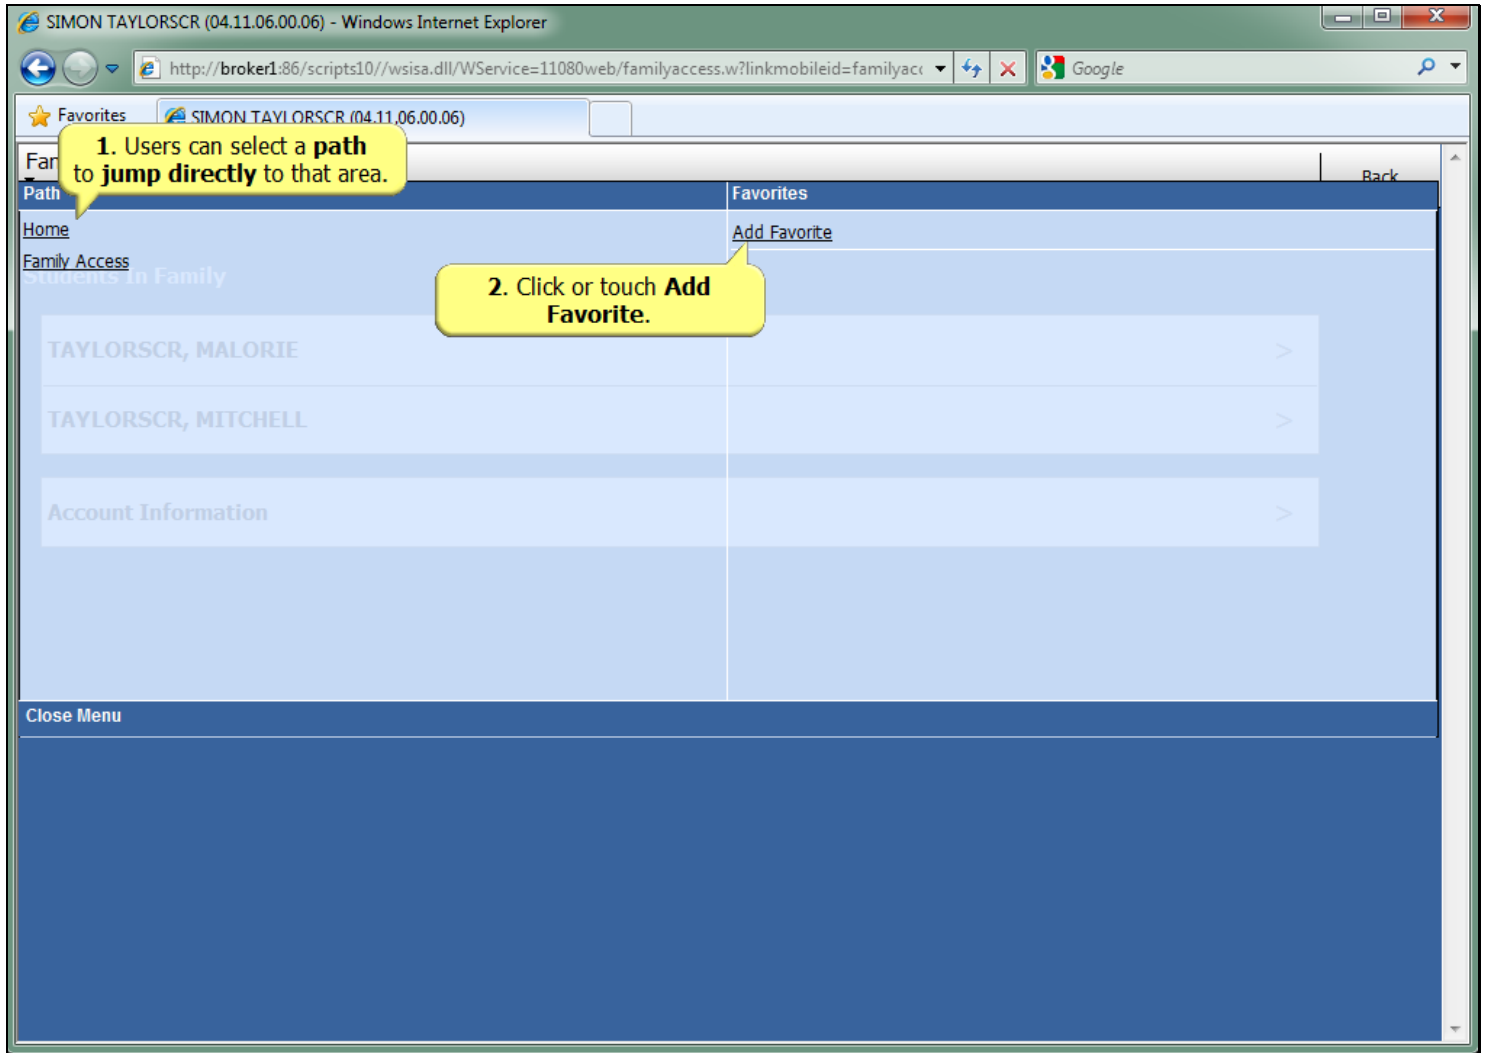 SIMON TAYLORSCR (04.11.06.00.06) - Windows Internet Explorer
http://broker1:86/scripts10//wsisa.dll/WService=11080web/familyaccess.w?linkmobileid=familyacc
Google
Favorites
SIMON TAYLORSCR (04.11.06.00.06)
1. Users can select a path
to jump directly to that area.
Fam
Back
Path
Favorites
Home
Add Favorite
Family Access
Students In Family
2. Click or touch Add
Favorite.
TAYLORSCR, MALORIE >
TAYLORSCR, MITCHELL >
Account Information >
Close Menu